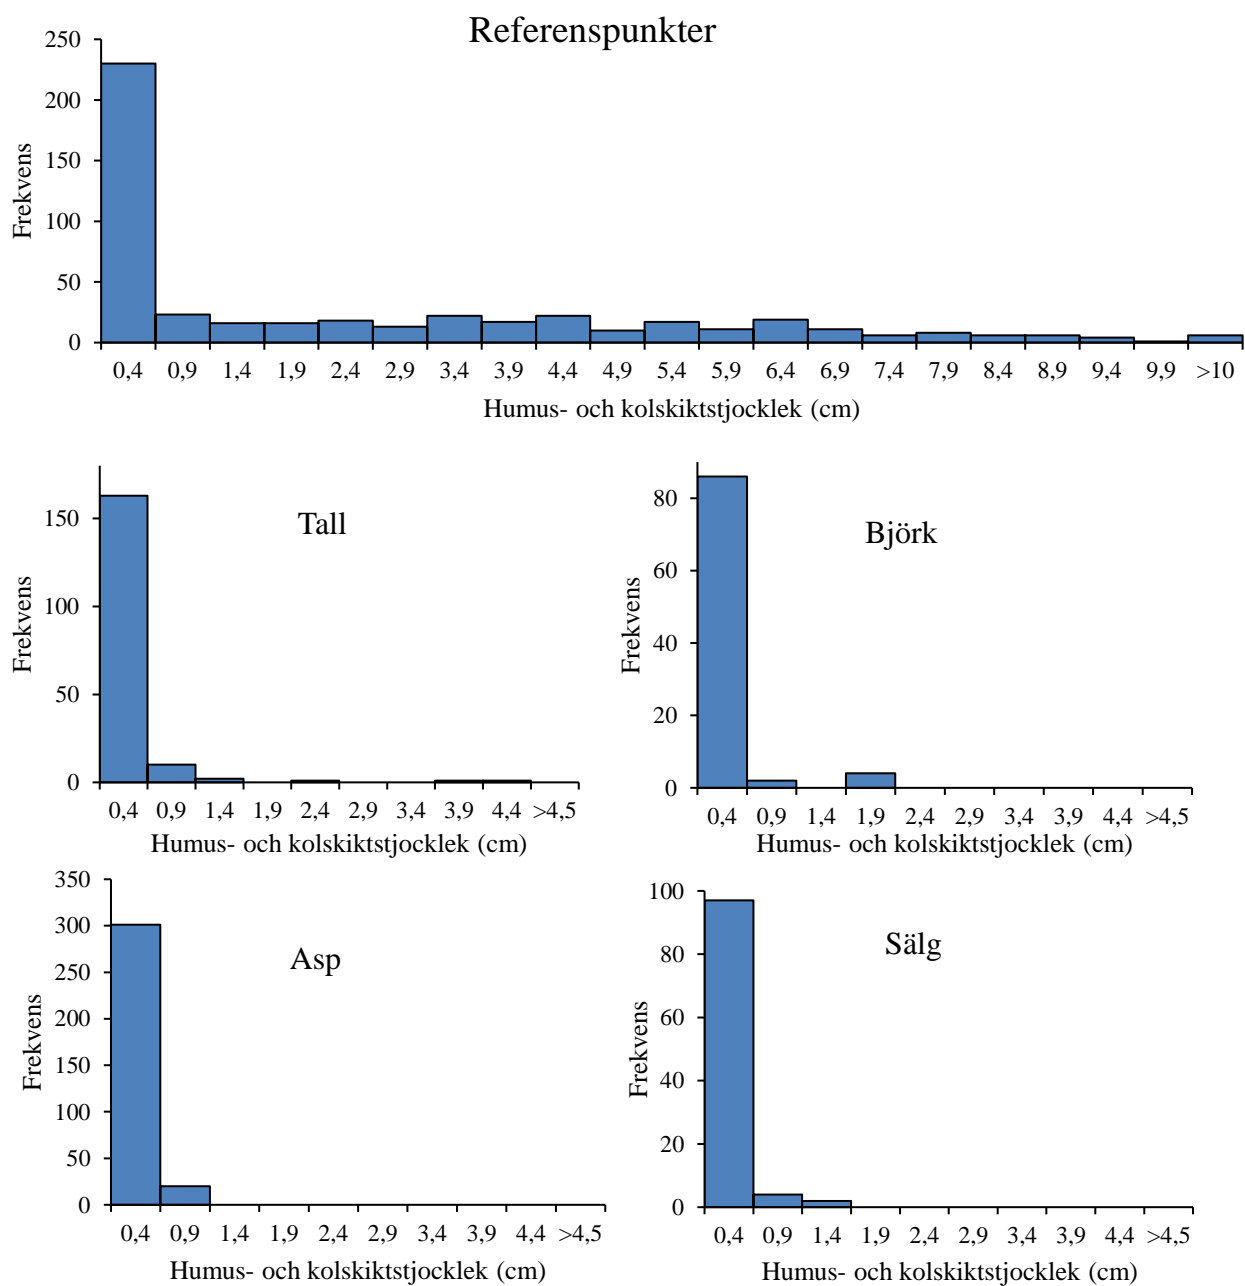 Referenspunkter
Frekvens
250
200
150
100
50
0
0,4 0,9 1,4 1,9 2,4 2,9 3,4 3,9 4,4 4,9 5,4 5,9 6,4 6,9 7,4 7,9 8,4 8,9 9,4 9,9 >10
Humus- och kolskiktstjocklek (cm)
Tall
Frekvens
150
100
50
0
0,4 0,9 1,4 1,9 2,4 2,9 3,4 3,9 4,4 >4,5
Humus- och kolskiktstjocklek (cm)
Björk
Frekvens
80
60
40
20
0
0,4 0,9 1,4 1,9 2,4 2,9 3,4 3,9 4,4 >4,5
Humus- och kolskiktstjocklek (cm)
Asp
Frekvens
350
300
250
200
150
100
50
0
0,4 0,9 1,4 1,9 2,4 2,9 3,4 3,9 4,4 >4,5
Humus- och kolskiktstjocklek (cm)
Sälg
Frekvens
100
80
60
40
20
0
0,4 0,9 1,4 1,9 2,4 2,9 3,4 3,9 4,4 >4,5
Humus- och kolskiktstjocklek (cm)